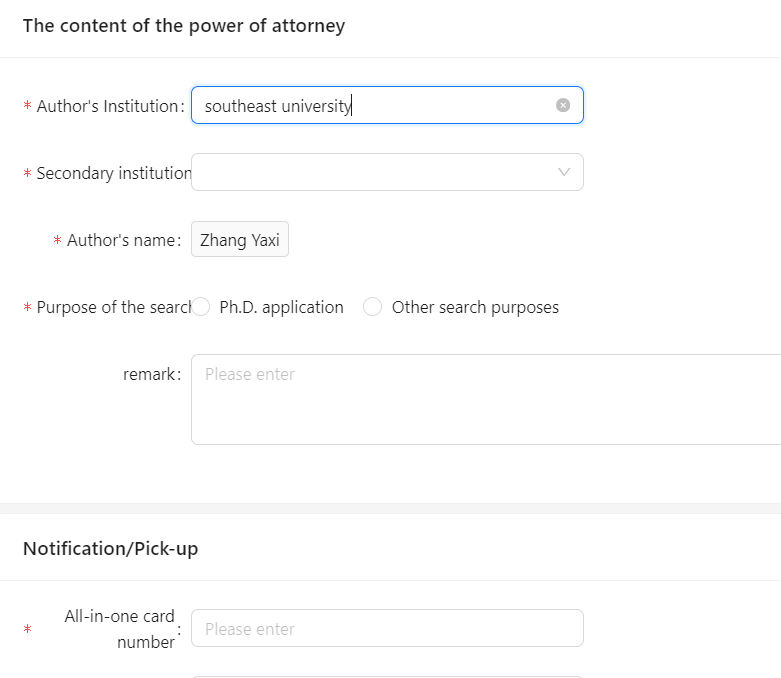 The content of the power of attorney
* Author's Institution: southeast university
* Secondary institution
* Author's name: Zhang Yaxi
* Purpose of the search Ph.D. application Other search purposes
remark: Please enter
Notification/Pick-up
* All-in-one card number: Please enter